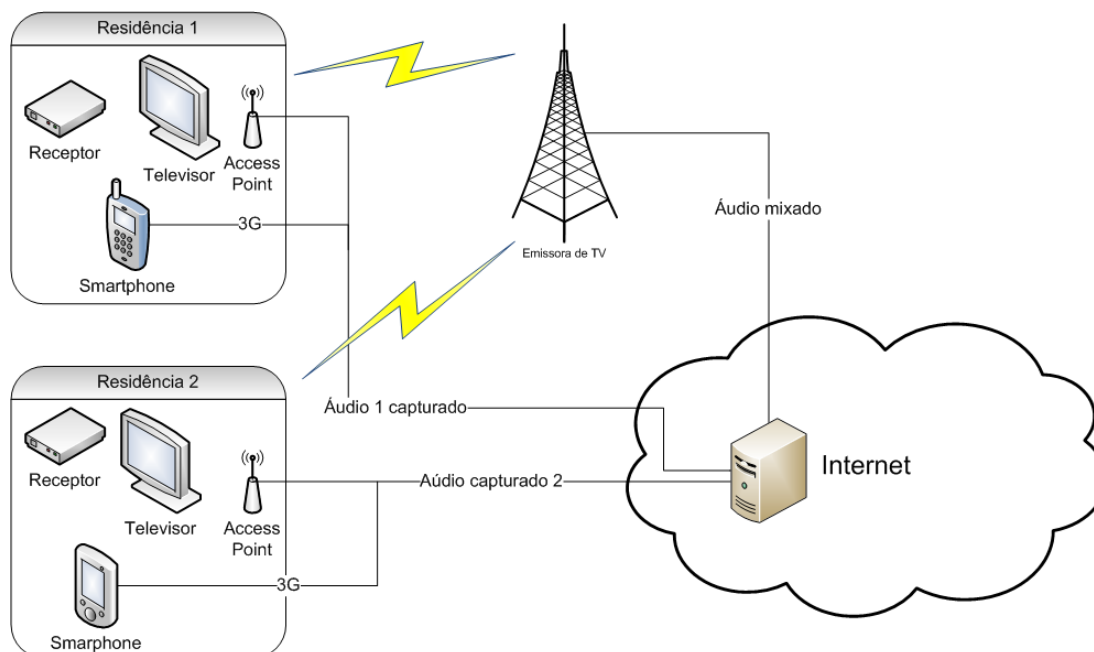 Residência 1
Receptor
Televisor
Access
Point
3G
Smartphone
Emissora de TV
Áudio mixado
Residência 2
Receptor
Televisor
Access
Point
3G
Smarphone
Áudio 1 capturado
Aúdio capturado 2
Internet